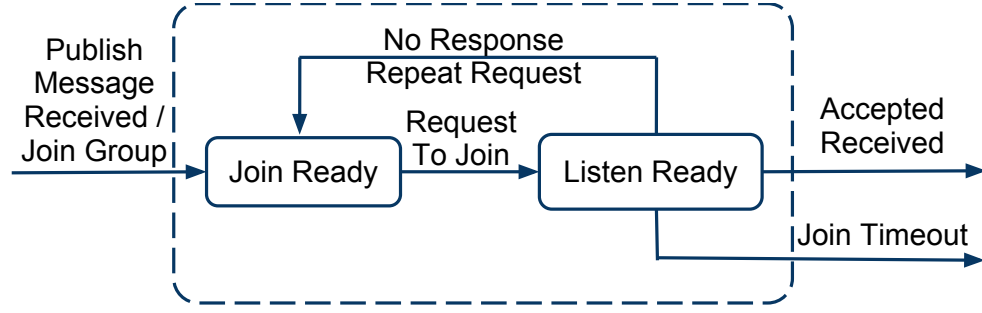 Publish
Message
Received /
Join Group
No Response
Repeat Request
Join Ready
Request
To Join
Listen Ready
Accepted
Received
Join Timeout